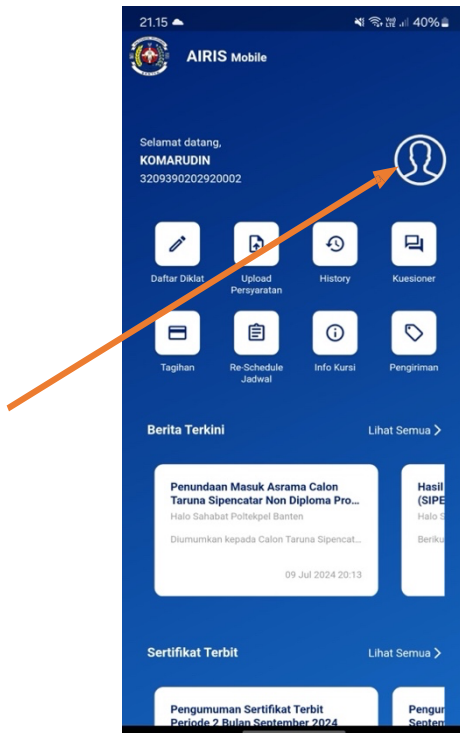 21.15 40%
AIRIS Mobile
Selamat datang,
KOMARUDIN
3209390202920002
Daftar Diklat
Upload
Persyaratan
History
Kuesioner
Tagihan
Re-Schedule
Jadwal
Info Kursi
Pengiriman
Berita Terkini
Lihat Semua
Penundaan Masuk Asrama Calon
Taruna Sipencatar Non Diploma Pro...
Halo Sahabat Poltekpel Banten
Diumumkan kepada Calon Taruna Sipencat...
09 Jul 2024 20:13
Hasil
(SIPE
Halo S
Beriku
Sertifikat Terbit
Lihat Semua
Pengumuman Sertifikat Terbit
Periode 2 Bulan September 2024
Pengur
Septem